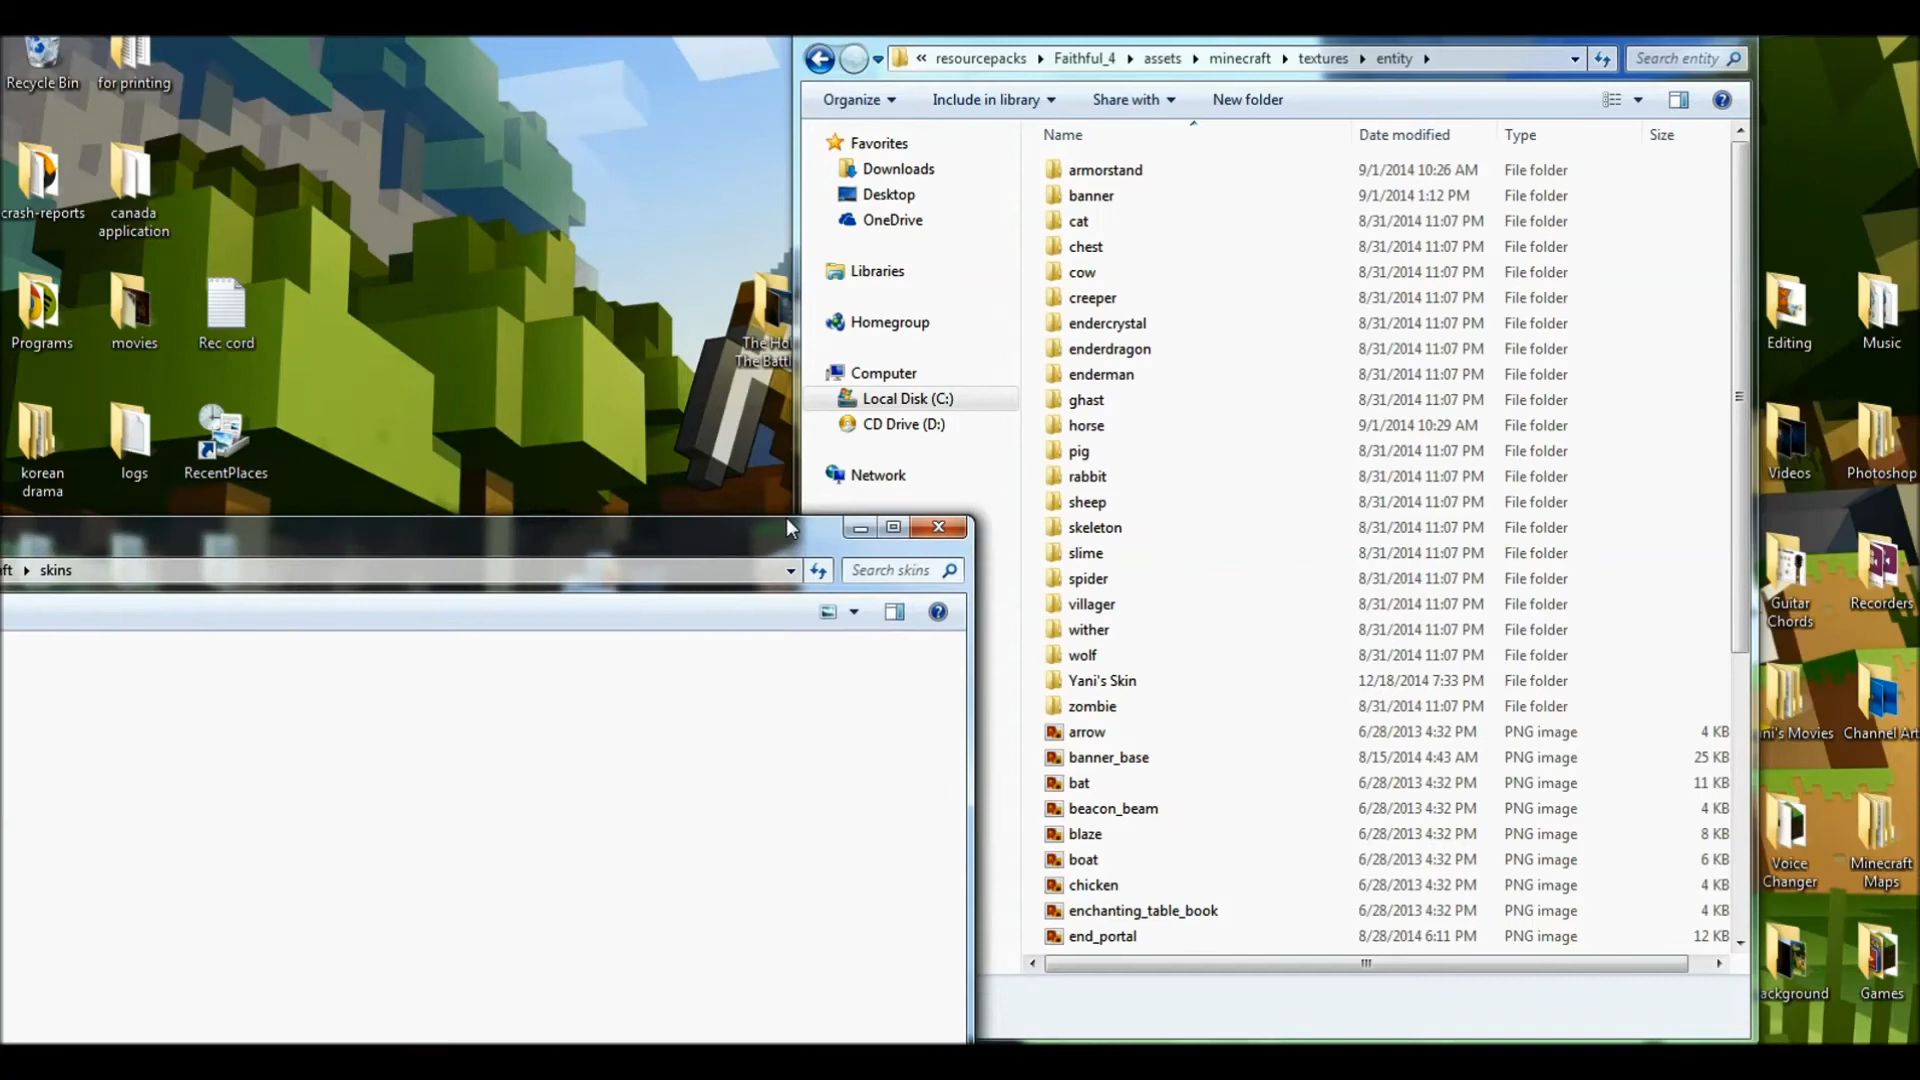 Recycle Bin
for printing
crash-reports
canada
application
Programs
movies
Rec cord
korean
drama
logs
RecentPlaces
The Ho
The Batt
« resourcepacks Faithful_4 assets minecraft textures entity
Search entity
Organize
Include in library
Share with
New folder
Name
Date modified
Type
Size
Favorites
Downloads
Desktop
OneDrive
Libraries
Homegroup
Computer
Local Disk (C:)
CD Drive (D:)
Network
armorstand 9/1/2014 10:26 AM File folder
banner 9/1/2014 1:12 PM File folder
cat 8/31/2014 11:07 PM File folder
chest 8/31/2014 11:07 PM File folder
cow 8/31/2014 11:07 PM File folder
creeper 8/31/2014 11:07 PM File folder
endercrystal 8/31/2014 11:07 PM File folder
enderdragon 8/31/2014 11:07 PM File folder
enderman 8/31/2014 11:07 PM File folder
ghast 8/31/2014 11:07 PM File folder
horse 9/1/2014 10:29 AM File folder
pig 8/31/2014 11:07 PM File folder
rabbit 8/31/2014 11:07 PM File folder
sheep 8/31/2014 11:07 PM File folder
skeleton 8/31/2014 11:07 PM File folder
slime 8/31/2014 11:07 PM File folder
spider 8/31/2014 11:07 PM File folder
villager 8/31/2014 11:07 PM File folder
wither 8/31/2014 11:07 PM File folder
wolf 8/31/2014 11:07 PM File folder
Yani's Skin 12/18/2014 7:33 PM File folder
zombie 8/31/2014 11:07 PM File folder
arrow 6/28/2013 4:32 PM PNG image 4 KB
banner_base 8/15/2014 4:43 AM PNG image 25 KB
bat 6/28/2013 4:32 PM PNG image 11 KB
beacon_beam 6/28/2013 4:32 PM PNG image 4 KB
blaze 6/28/2013 4:32 PM PNG image 8 KB
boat 6/28/2013 4:32 PM PNG image 6 KB
chicken 6/28/2013 4:32 PM PNG image 4 KB
enchanting_table_book 6/28/2013 4:32 PM PNG image 4 KB
end_portal 8/28/2014 6:11 PM PNG image 12 KB
ft skins
Search skins
Editing
Music
Videos
Photoshop
Guitar
Chords
Recorders
ni's Movies
Channel Art
Voice
Changer
Minecraft
Maps
ackground
Games